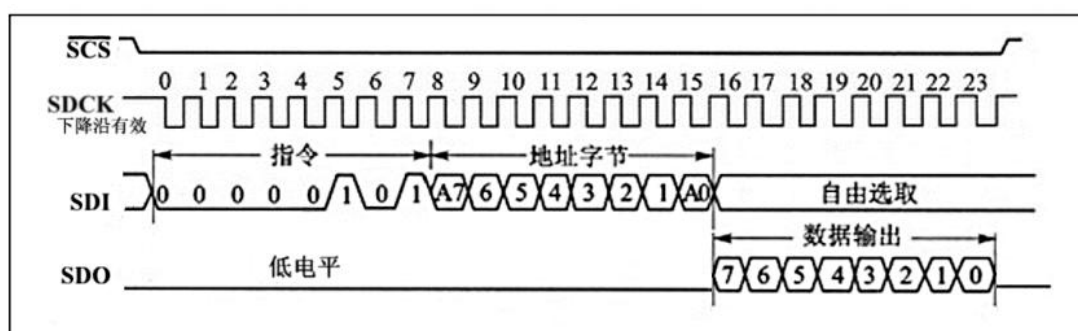 SCS
0 1 2 3 4 5 6 7 8 9 10 11 12 13 14 15 16 17 18 19 20 21 22 23
SDCK
下降沿有效
指令 地址字节
SDI 0 0 0 0 0 1 0 1 A7 6 5 4 3 2 1 A0 自由选取
数据输出
SDO 低电平 7 6 5 4 3 2 1 0